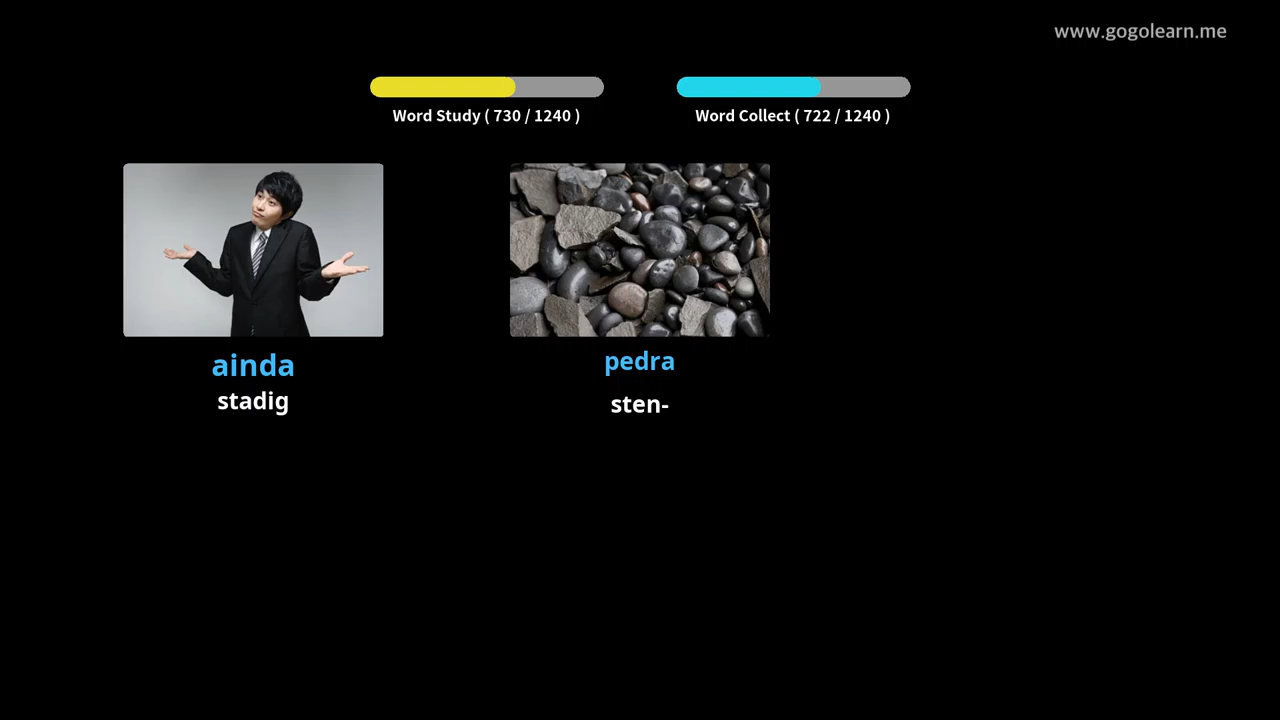 www.gogolearn.me
Word Study ( 730 / 1240 )
Word Collect ( 722 / 1240 )
ainda
stadig
pedra
sten-